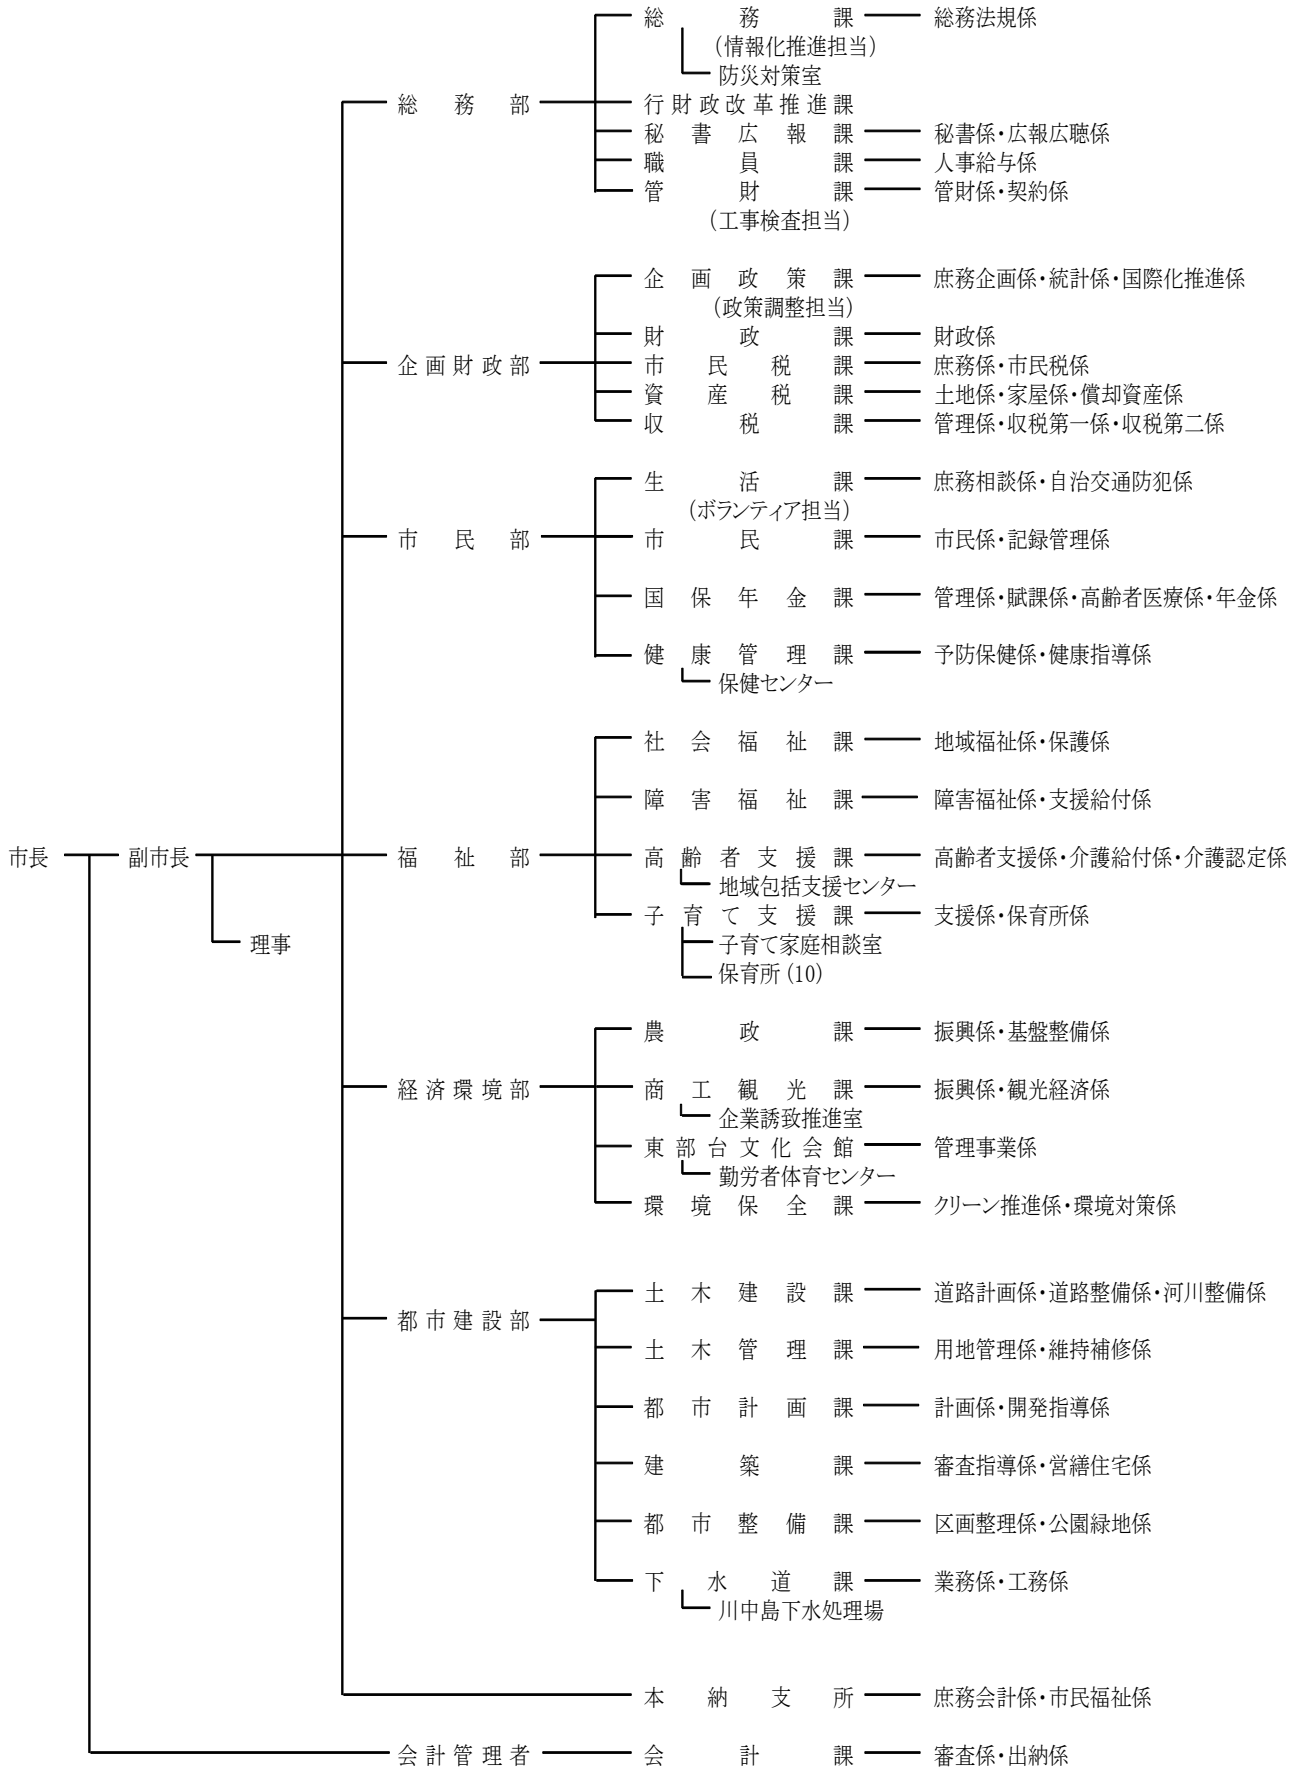 総務課 総務法規係
(情報化推進担当)
防災対策室
総務部 行財政改革推進課
秘書広報課 秘書係・広報広聴係
職員課 人事給与係
管財課 管財係・契約係
(工事検査担当)
企画政策課 庶務企画係・統計係・国際化推進係
(政策調整担当)
財政課 財政係
企画財政部 市民税課 庶務係・市民税係
資産税課 土地係・家屋係・償却資産係
収税課 管理係・収税第一係・収税第二係
生活課 庶務相談係・自治交通防犯係
(ボランティア担当)
市民部 市民課 市民係・記録管理係
国保年金課 管理係・賦課係・高齢者医療係・年金係
健康管理課 予防保健係・健康指導係
保健センター
社会福祉課 地域福祉係・保護係
障害福祉課 障害福祉係・支援給付係
市長 副市長 福祉部 高齢者支援課 高齢者支援係・介護給付係・介護認定係
地域包括支援センター
子育て支援課 支援係・保育所係
理事 子育て家庭相談室
保育所(10)
農政課 振興係・基盤整備係
経済環境部 商工観光課 振興係・観光経済係
企業誘致推進室
東部台文化会館 管理事業係
勤労者体育センター
環境保全課 クリーン推進係・環境対策係
土木建設課 道路計画係・道路整備係・河川整備係
都市建設部
土木管理課 用地管理係・維持補修係
都市計画課 計画係・開発指導係
建築課 審査指導係・営繕住宅係
都市整備課 区画整理係・公園緑地係
下水道課 業務係・工務係
川中島下水処理場
本納支所 庶務会計係・市民福祉係
会計管理者 会計課 審査係・出納係